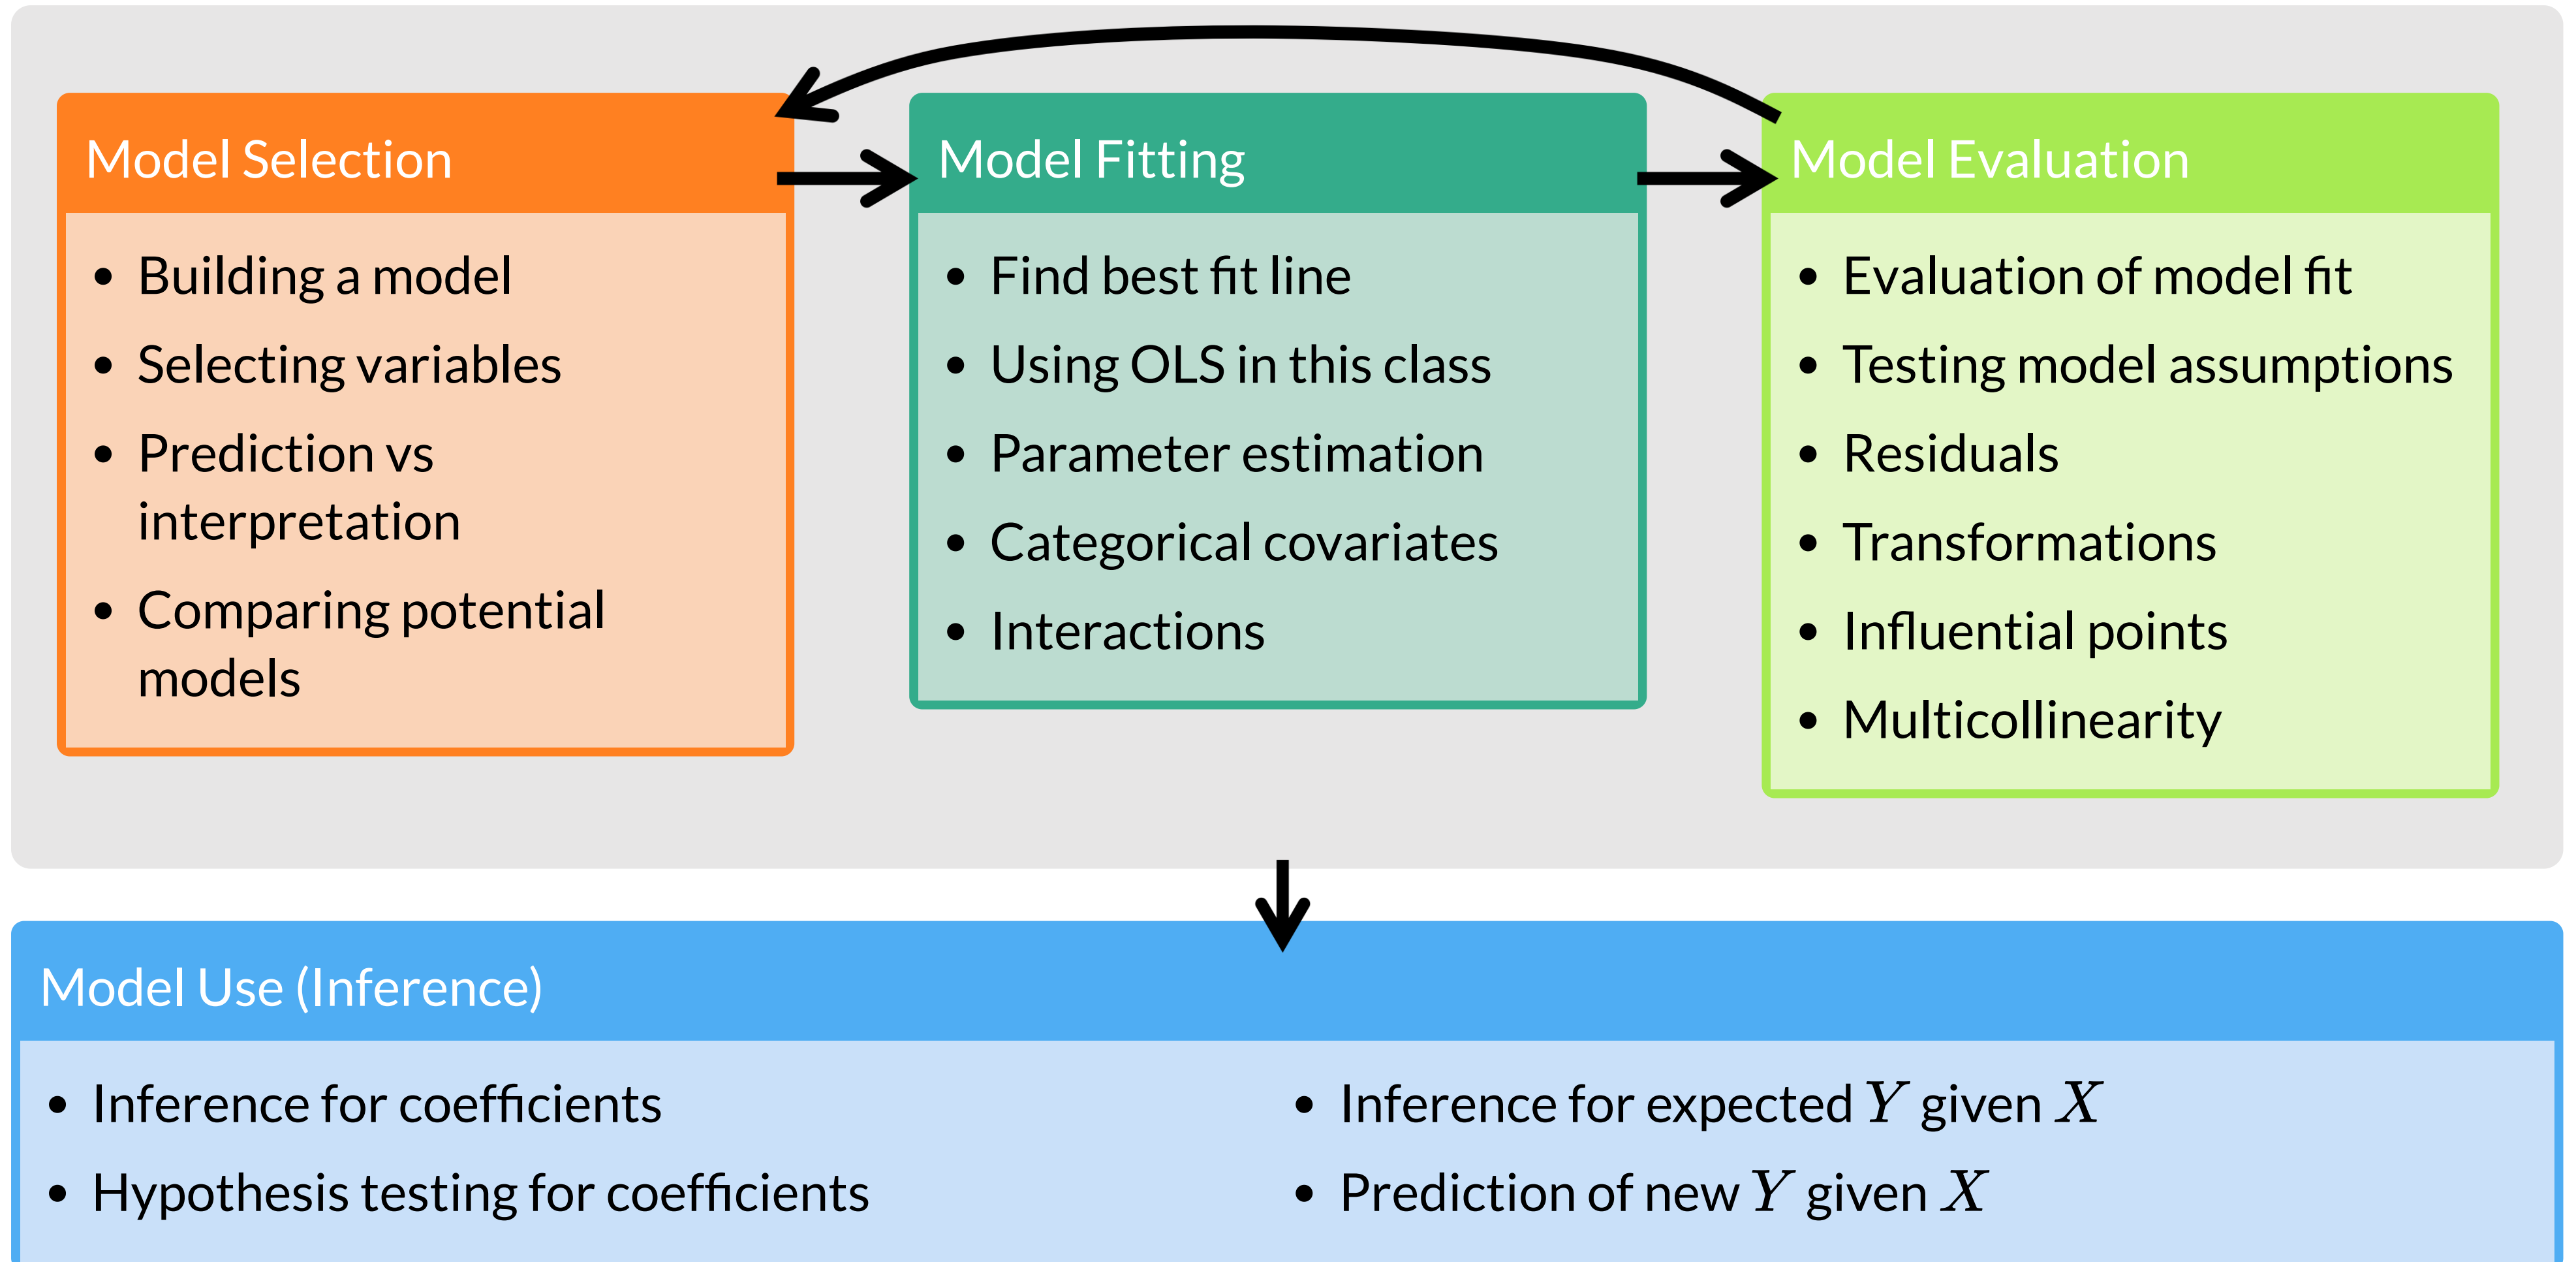 Model Selection
• Building a model
• Selecting variables
• Prediction vs
interpretation
• Comparing potential
models
Model Fitting
• Find best fit line
• Using OLS in this class
• Parameter estimation
• Categorical covariates
• Interactions
Model Evaluation
• Evaluation of model fit
• Testing model assumptions
• Residuals
• Transformations
• Influential points
• Multicollinearity
Model Use (Inference)
• Inference for coefficients
• Hypothesis testing for coefficients
• Inference for expected Y given X
• Prediction of new Y given X